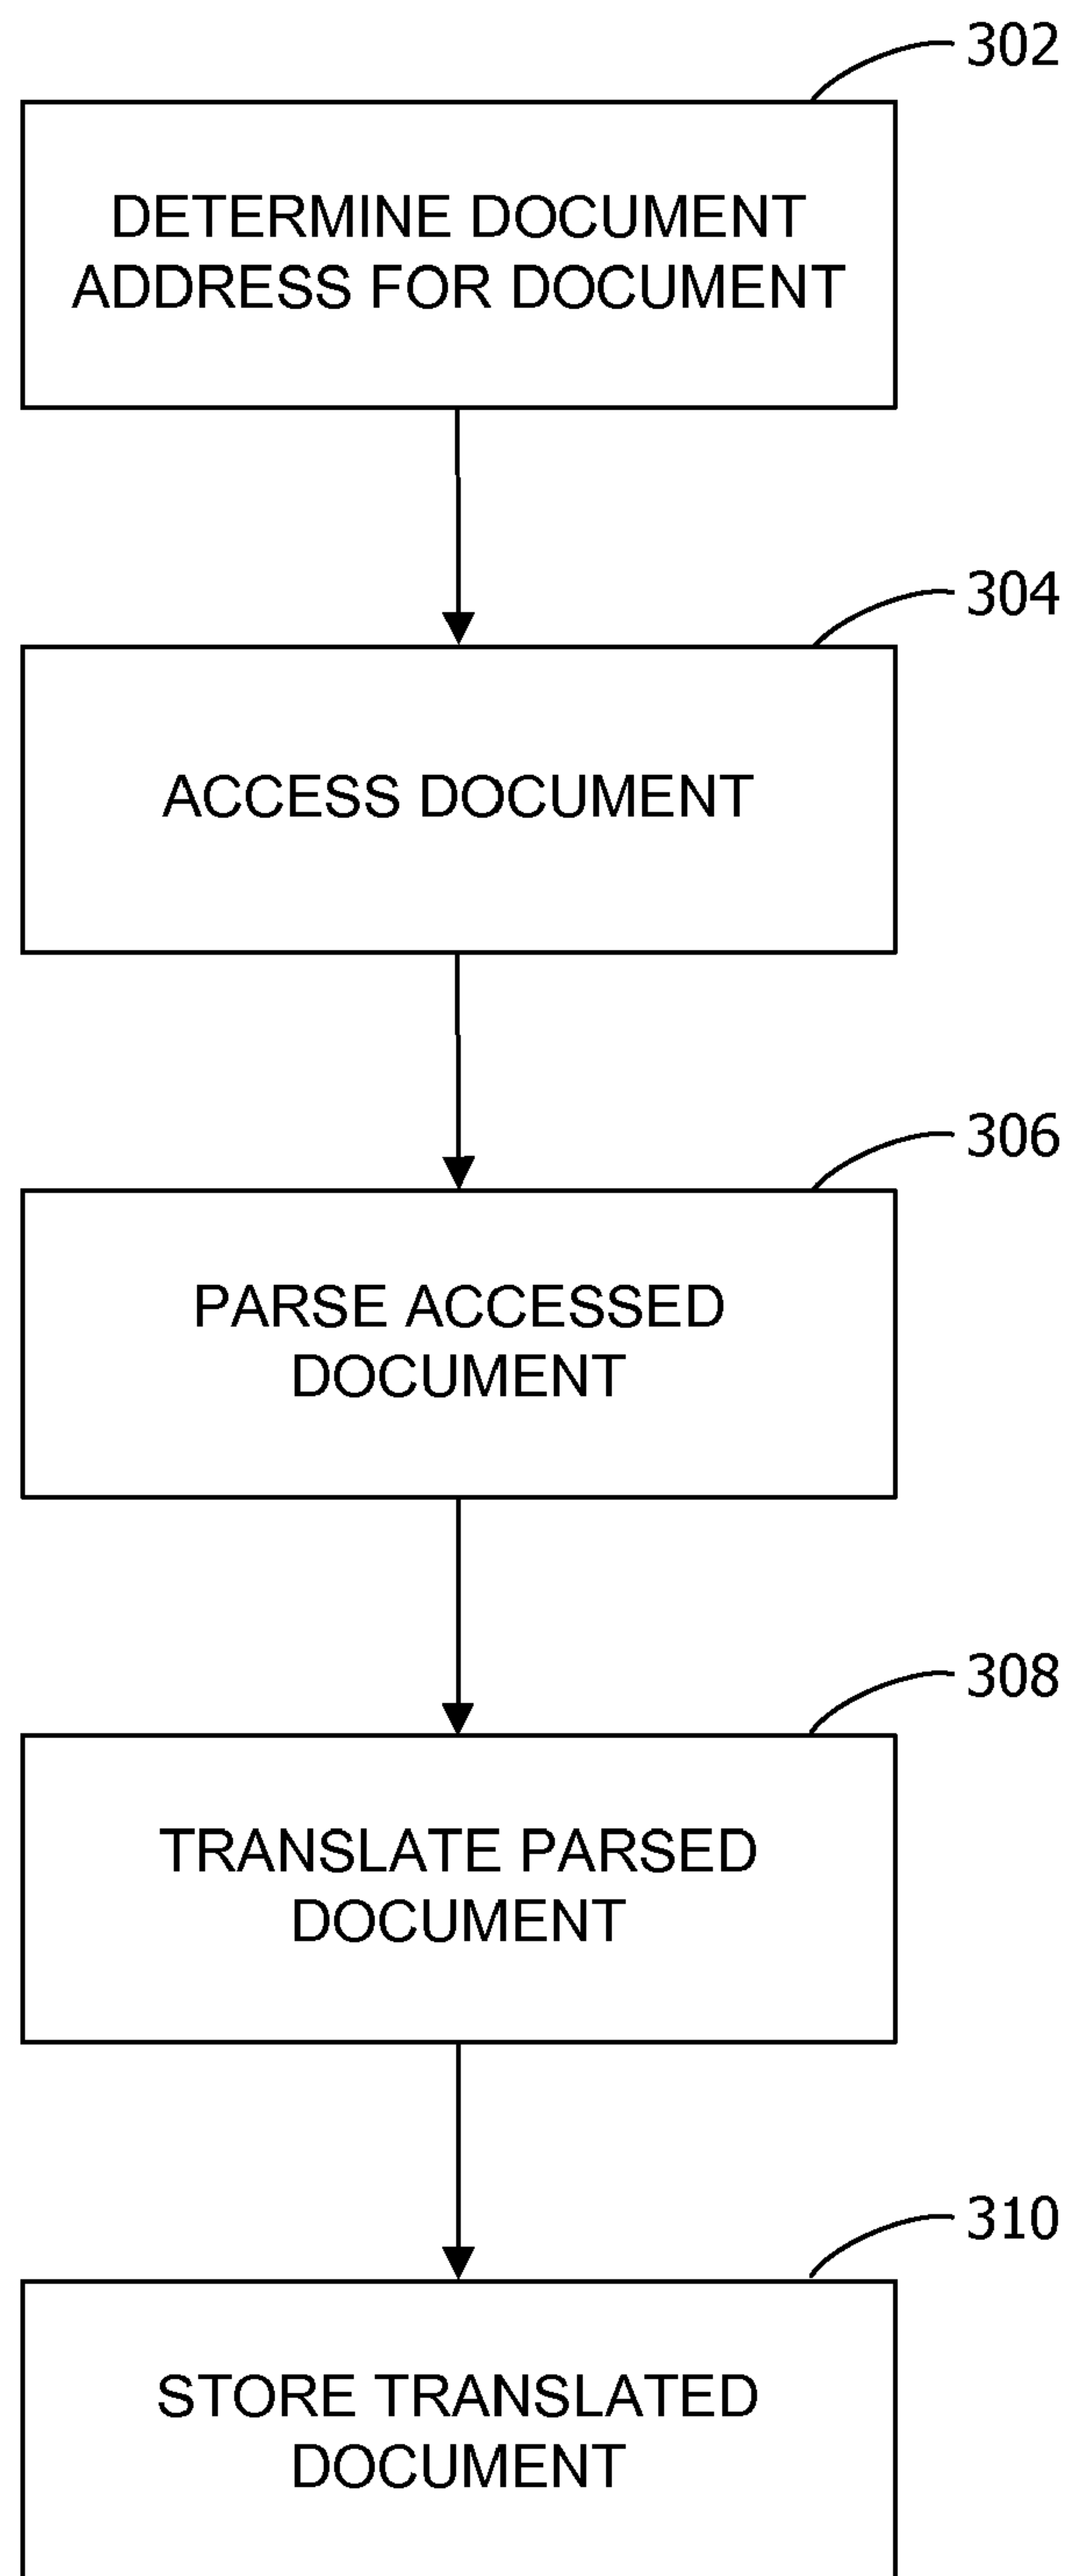 302
DETERMINE DOCUMENT
ADDRESS FOR DOCUMENT
304
ACCESS DOCUMENT
306
PARSE ACCESSED
DOCUMENT
308
TRANSLATE PARSED
DOCUMENT
310
STORE TRANSLATED
DOCUMENT